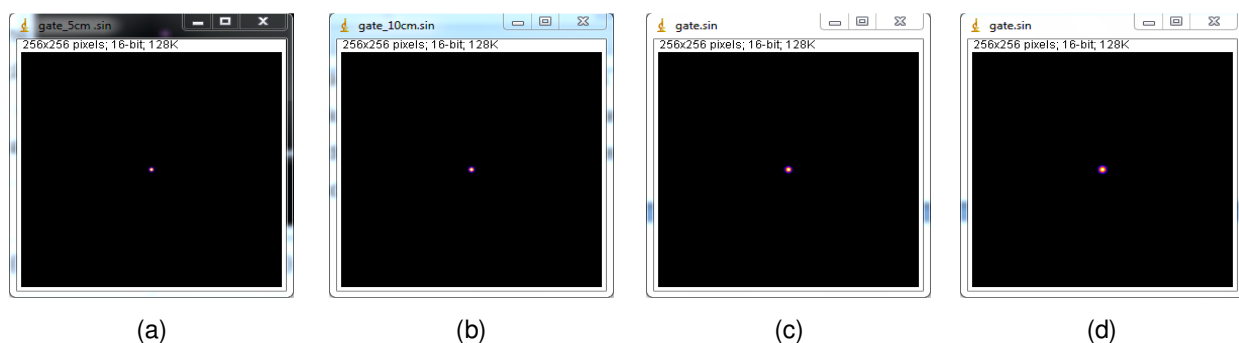 gate_5cm .sin
256x256 pixels; 16-bit; 128K
gate_10cm.sin
256x256 pixels; 16-bit; 128K
gate.sin
256x256 pixels; 16-bit; 128K
gate.sin
256x256 pixels; 16-bit; 128K
(a)
(b)
(c)
(d)